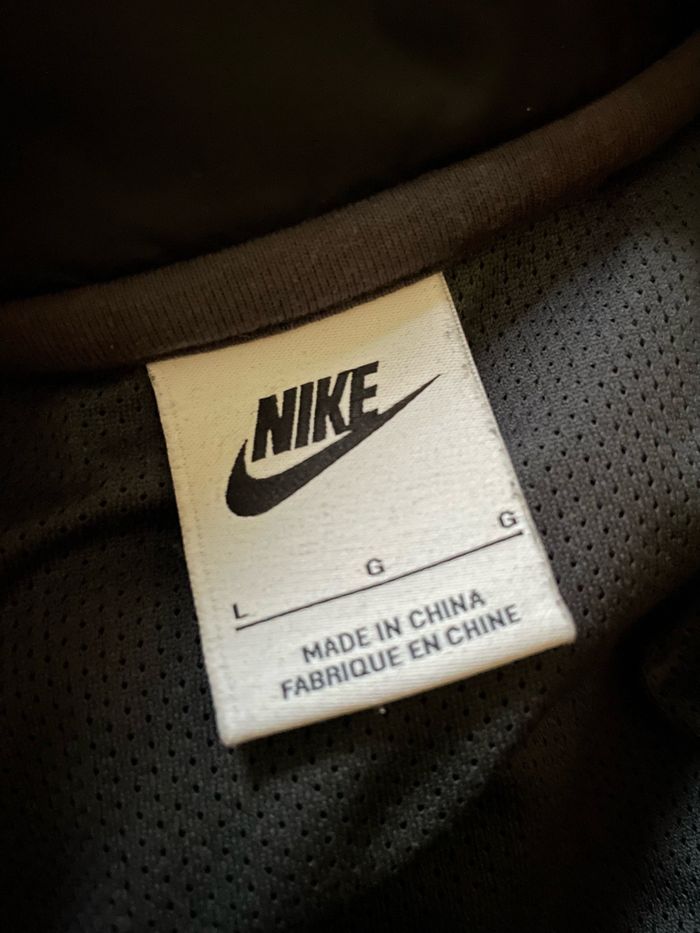 NIKE
L G G
MADE IN CHINA
FABRIQUE EN CHINE